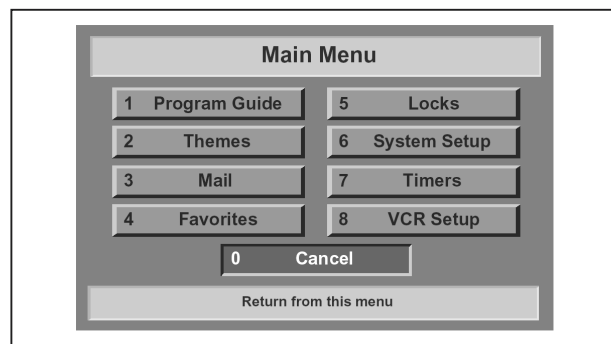 Main Menu
1 Program Guide
2 Themes
3 Mail
4 Favorites
5 Locks
6 System Setup
7 Timers
8 VCR Setup
0 Cancel
Return from this menu